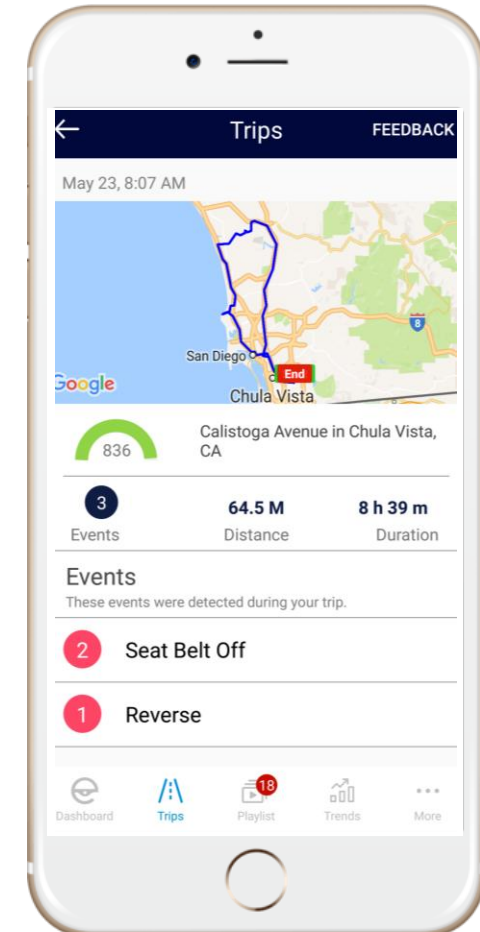 Trips
FEEDBACK
May 23, 8:07 AM
8
San Diego
End
Google
Chula Vista
836
Calistoga Avenue in Chula Vista,
CA
3
64.5 M
8 h 39 m
Events
Distance
Duration
Events
These events were detected during your trip.
2
Seat Belt Off
1
Reverse
18
Dashboard
Trips
Playlist
Trends
More